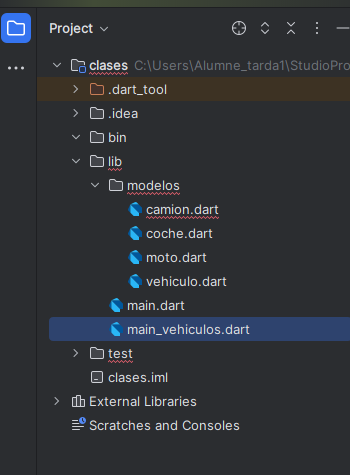 Project
clases C:\Users\Alumne_tarda1\StudioPro
.dart_tool
.idea
bin
lib
modelos
camion.dart
coche.dart
moto.dart
vehiculo.dart
main.dart
main_vehiculos.dart
test
clases.iml
External Libraries
Scratches and Consoles